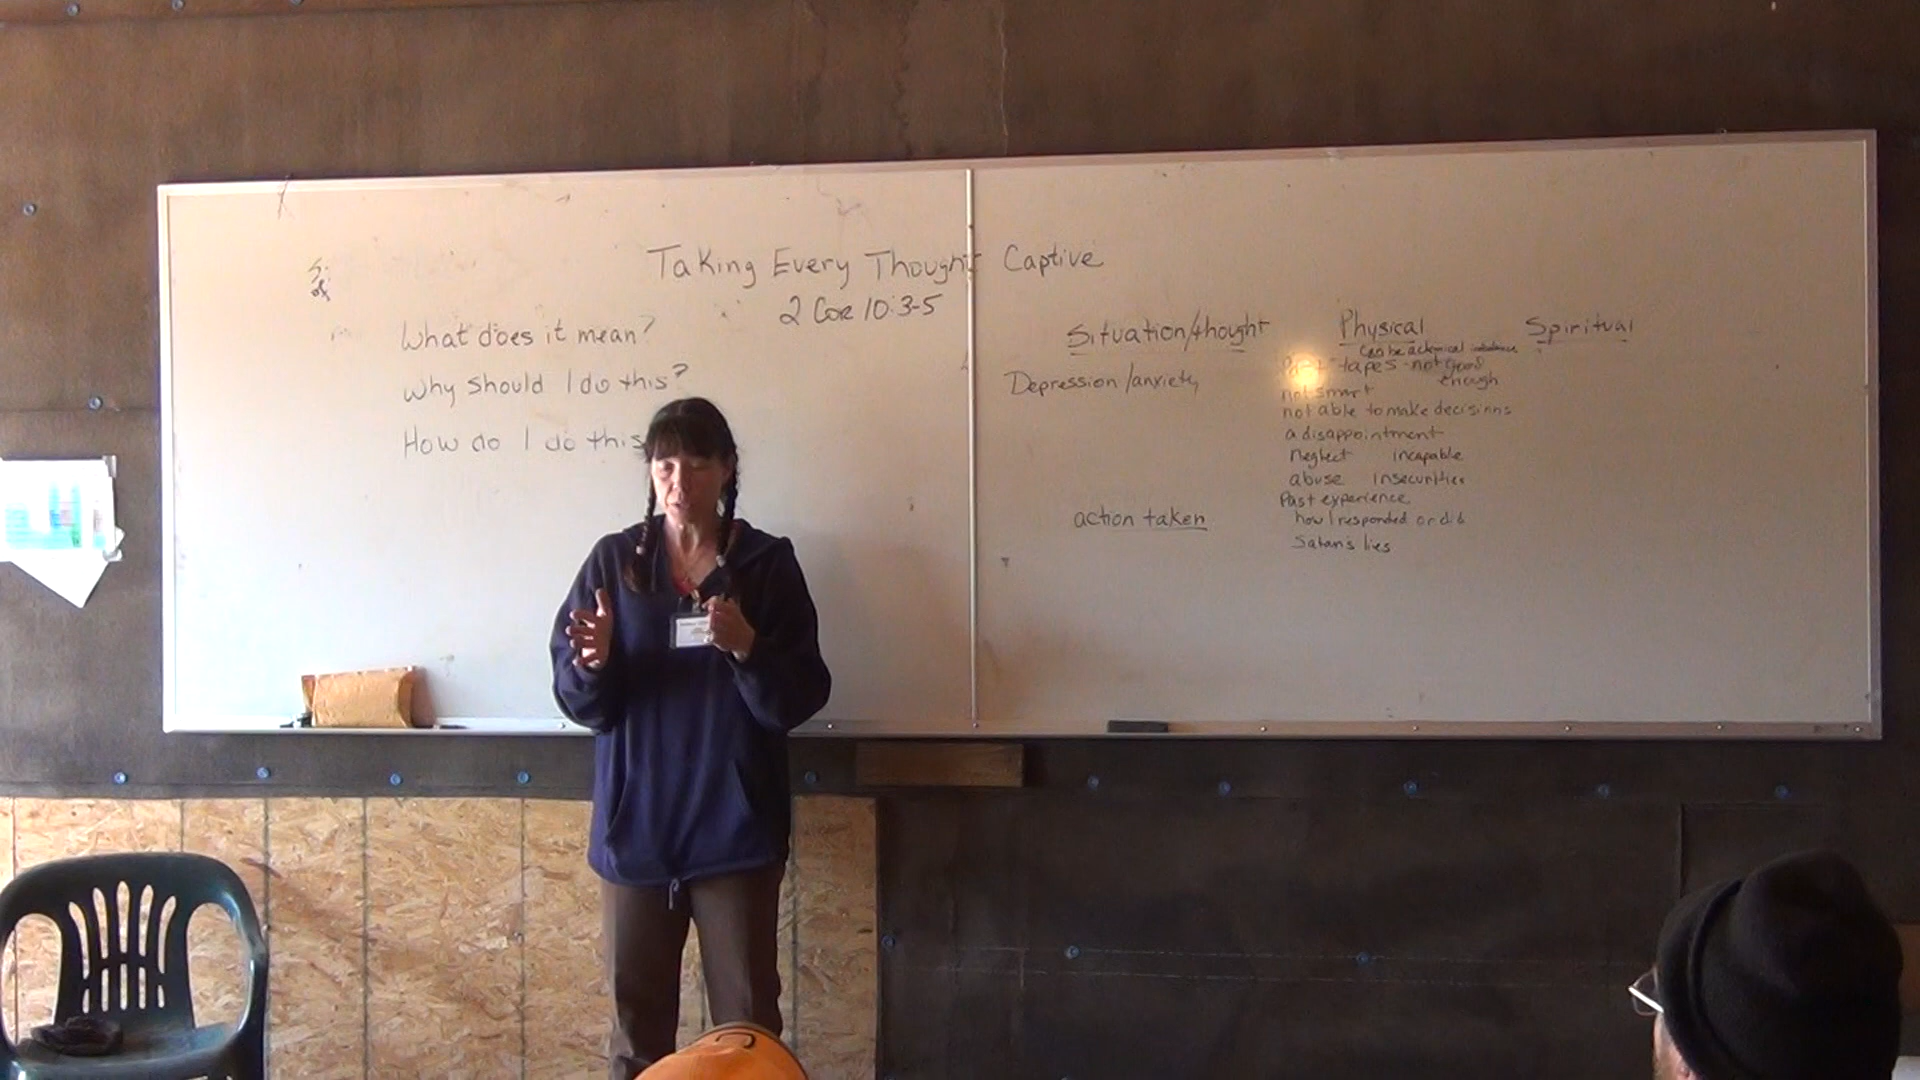 Taking Every Thought Captive
2 Cor 10:3-5
What does it mean?
Why should I do this?
How do I do this
Situation/thought
Depression/anxiety
action taken
Physical
can be a chemical imbalance
Past tapes - not good
enough
not smart
not able to make decisions
a disappointment
neglect incapable
abuse insecurities
Past experience
how I responded or did
Satan's lies
Spiritual